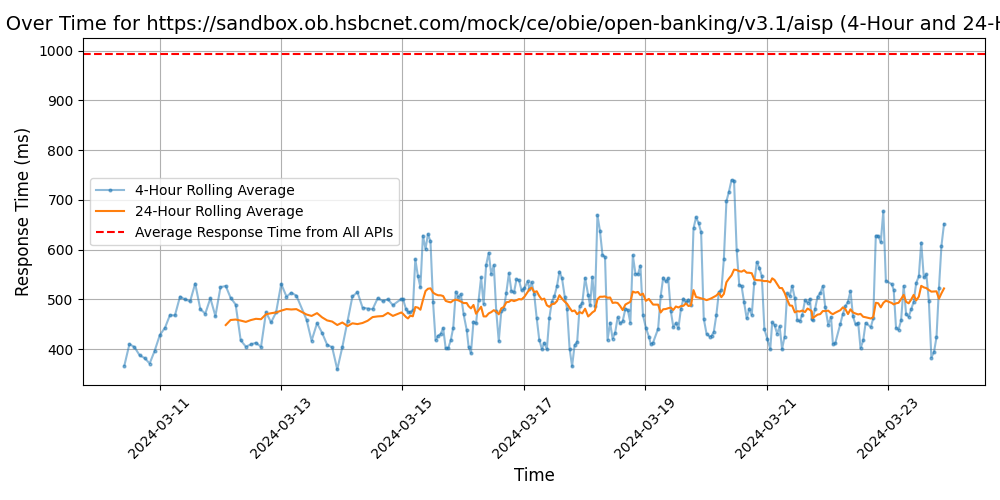 Over Time for https://sandbox.ob.hsbcnet.com/mock/ce/obie/open-banking/v3.1/aisp (4-Hour and 24-H
1000
900
800
700
600
500
400
Response Time (ms)
4-Hour Rolling Average
24-Hour Rolling Average
Average Response Time from All APIs
2024-03-11
2024-03-13
2024-03-15
2024-03-17
2024-03-19
2024-03-21
2024-03-23
Time